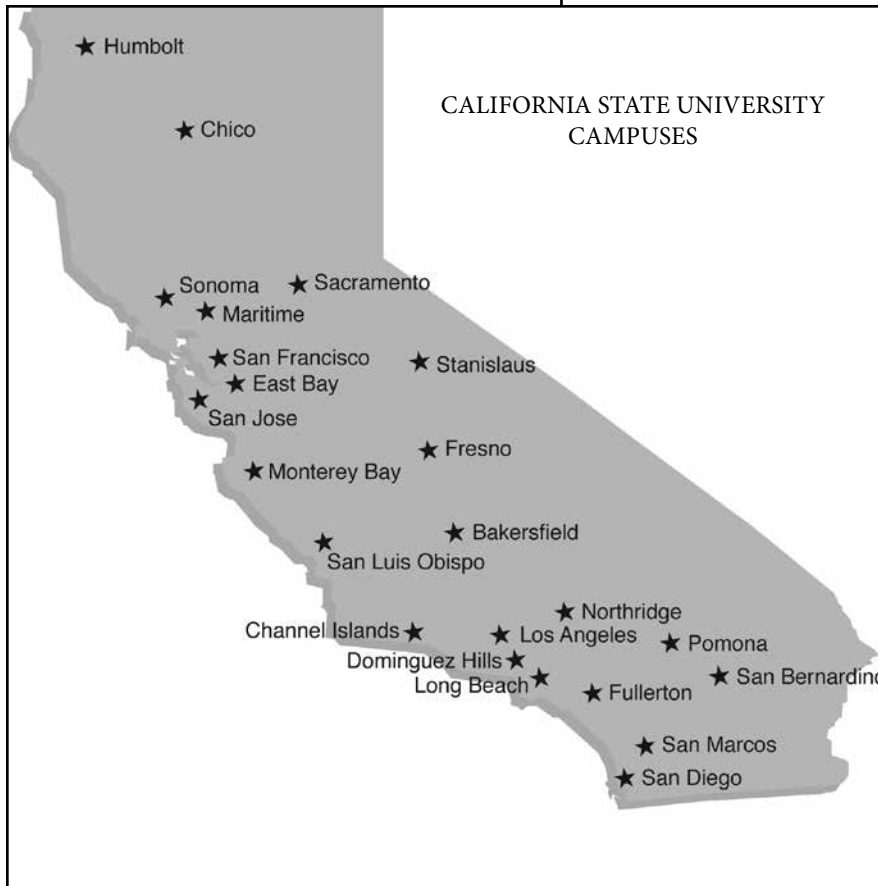 CALIFORNIA STATE UNIVERSITY
CAMPUSES
Humbolt
Chico
Sonoma
Sacramento
Maritime
San Francisco
Stanislaus
East Bay
San Jose
Fresno
Monterey Bay
Bakersfield
San Luis Obispo
Northridge
Channel Islands
Los Angeles
Pomona
Dominguez Hills
Long Beach
San Bernardino
Fullerton
San Marcos
San Diego